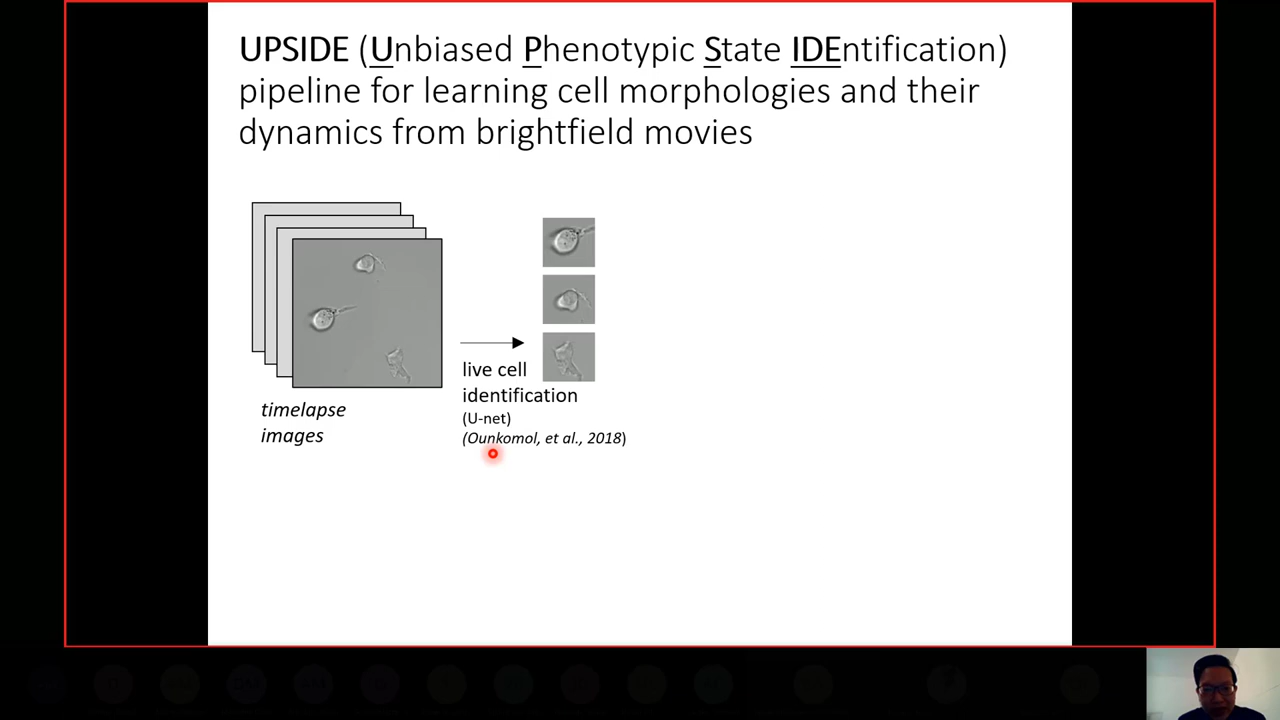 UPSIDE (Unbiased Phenotypic State IDEntification)
pipeline for learning cell morphologies and their
dynamics from brightfield movies
timelapse
images
live cell
identification
(U-net)
(Ounkomol, et al., 2018)